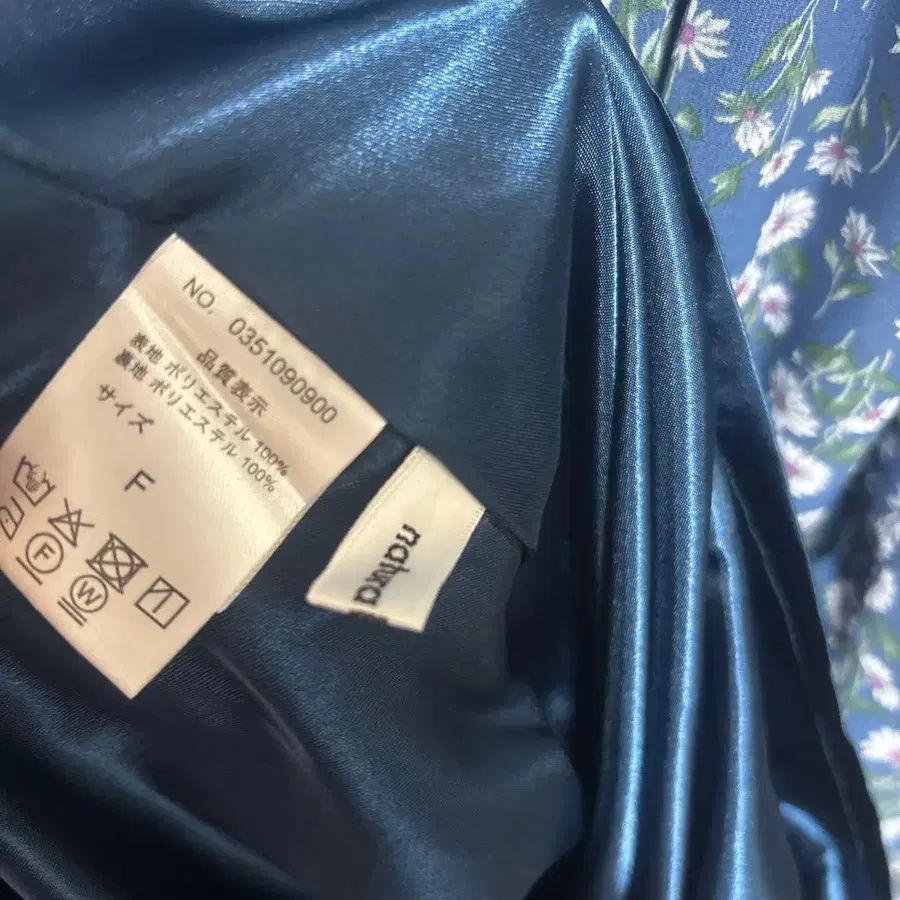 NO. 0351090900
品質表示
表地 ポリエステル 100%
裏地 ポリエステル 100%
サイズ
F
F
W
natura